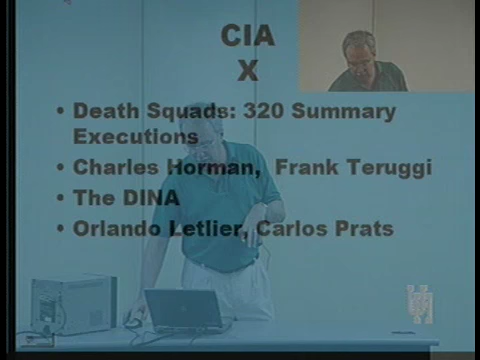 CIA
X
• Death Squads: 320 Summary
Executions
• Charles Horman, Frank Teruggi
• The DINA
• Orlando Letlier, Carlos Prats